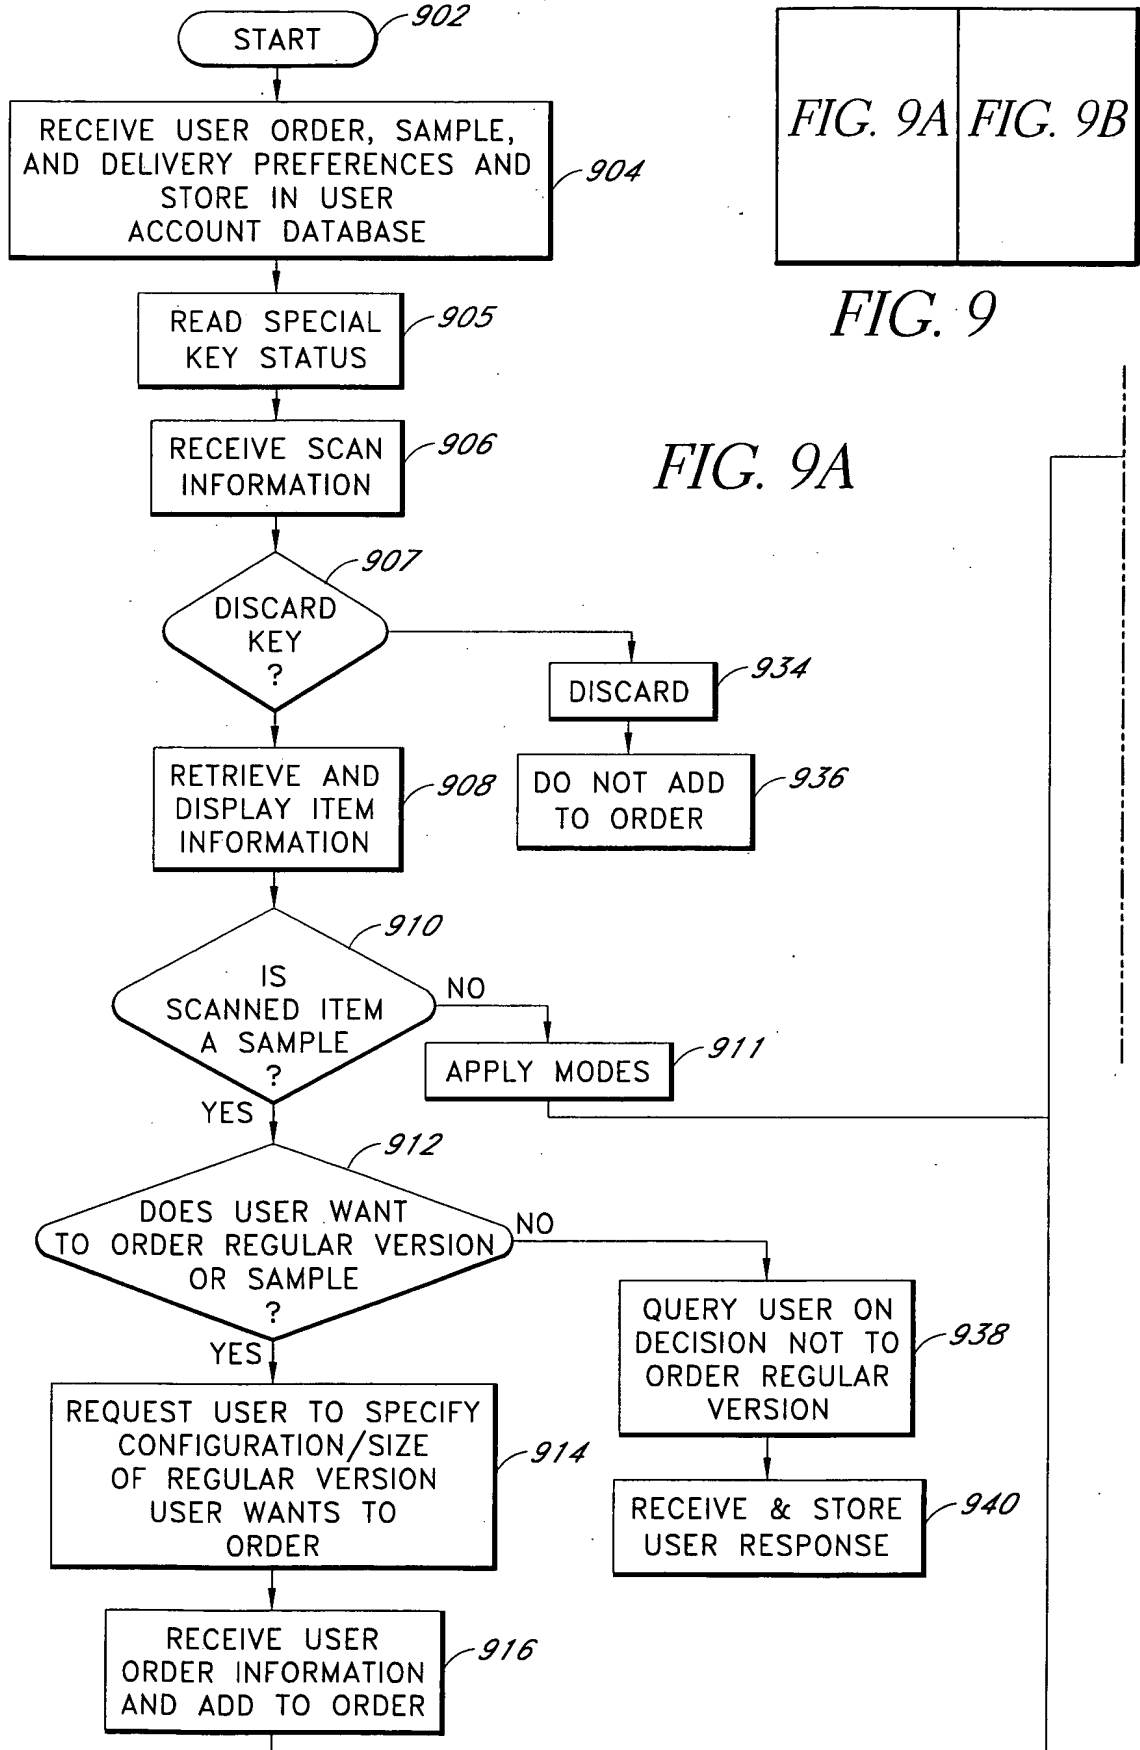 START
902
RECEIVE USER ORDER, SAMPLE,
AND DELIVERY PREFERENCES AND
STORE IN USER
ACCOUNT DATABASE
904
FIG. 9A
FIG. 9B
FIG. 9
READ SPECIAL
KEY STATUS
905
RECEIVE SCAN
INFORMATION
906
FIG. 9A
DISCARD
KEY
?
907
DISCARD
934
RETRIEVE AND
DISPLAY ITEM
INFORMATION
908
DO NOT ADD
TO ORDER
936
IS
SCANNED ITEM
A SAMPLE
?
910
NO
APPLY MODES
911
YES
DOES USER WANT
TO ORDER REGULAR VERSION
OR SAMPLE
?
912
NO
QUERY USER ON
DECISION NOT TO
ORDER REGULAR
VERSION
938
YES
REQUEST USER TO SPECIFY
CONFIGURATION/SIZE
OF REGULAR VERSION
USER WANTS TO
ORDER
914
RECEIVE & STORE
USER RESPONSE
940
RECEIVE USER
ORDER INFORMATION
AND ADD TO ORDER
916